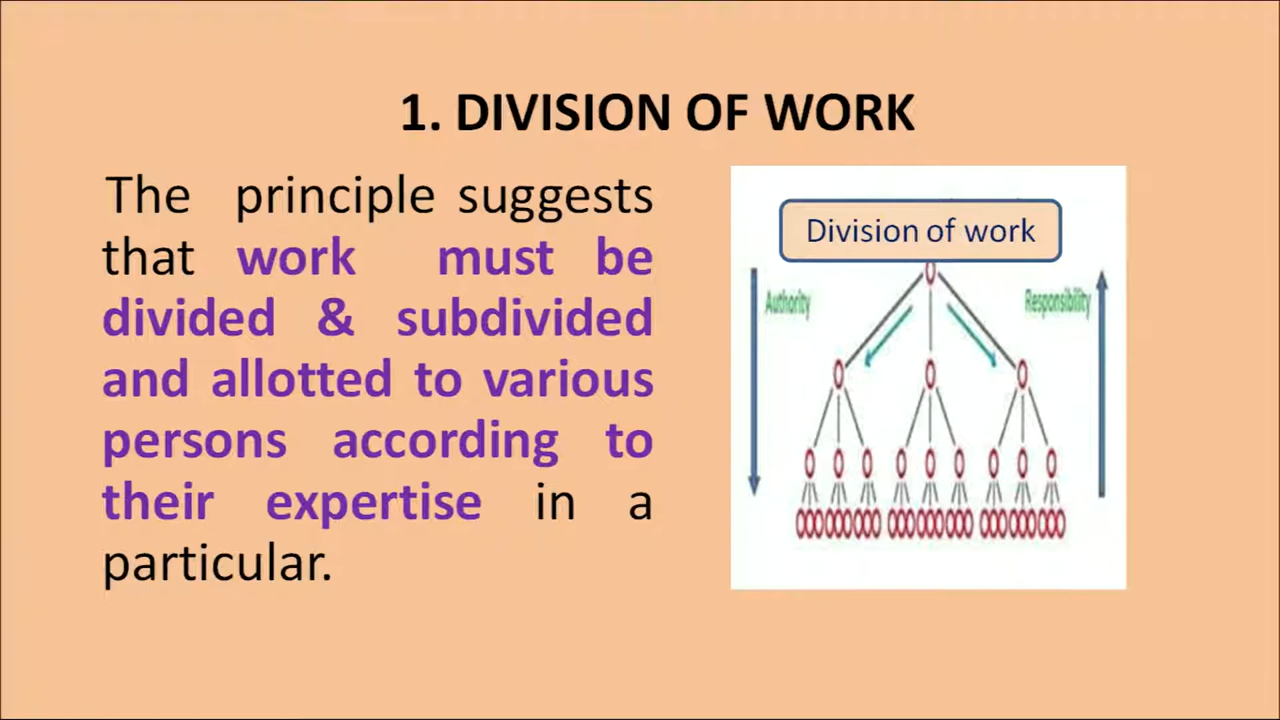 1. DIVISION OF WORK
The principle suggests
that work must be
divided & subdivided
and allotted to various
persons according to
their expertise in a
particular.
Division of work
Authority
Responsibility